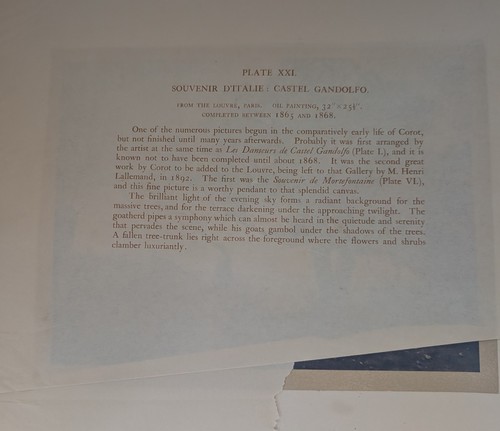 PLATE XXI.
SOUVENIR D'ITALIE: CASTEL GANDOLFO.
FROM THE LOUVRE, PARIS. OIL PAINTING, 32" × 25½".
COMPLETED BETWEEN 1865 AND 1868.
One of the numerous pictures begun in the comparatively early life of Corot,
but not finished until many years afterwards. Probably it was first arranged by
the artist at the same time as Les Danseurs de Castel Gandolfo (Plate I.), and it is
known not to have been completed until about 1868. It was the second great
work by Corot to be added to the Louvre, being left to that Gallery by M. Henri
Lallemand, in 1892. The first was the Souvenir de Mortefontaine (Plate VI.),
and this fine picture is a worthy pendant to that splendid canvas.
The brilliant light of the evening sky forms a radiant background for the
massive trees, and for the terrace darkening under the approaching twilight. The
goatherd pipes a symphony which can almost be heard in the quietude and serenity
that pervades the scene, while his goats gambol under the shadows of the trees.
A fallen tree-trunk lies right across the foreground where the flowers and shrubs
clamber luxuriantly.